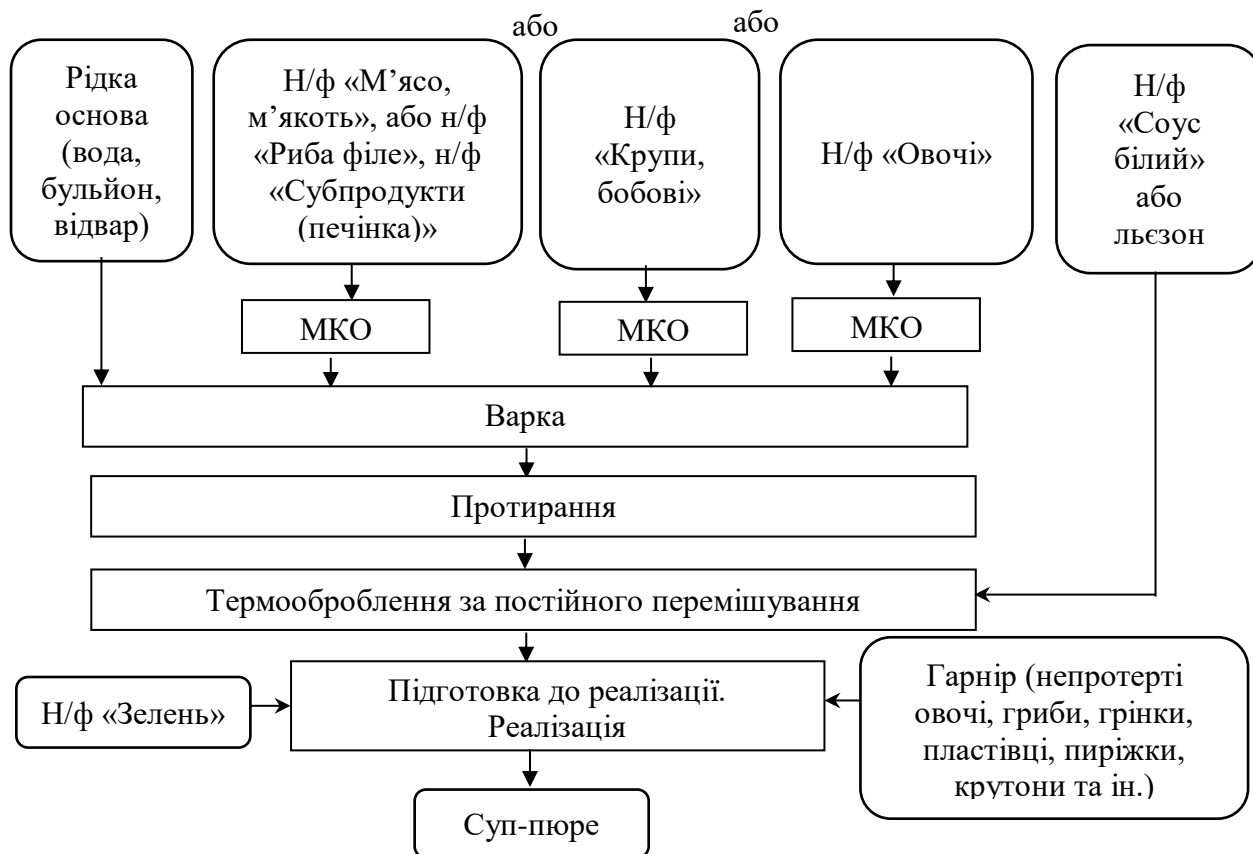 або
або
Рідка
основа
(вода,
бульйон,
відвар)
Н/ф «М’ясо,
м’якоть», або н/ф
«Риба філе», н/ф
«Субпродукти
(печінка)»
Н/ф
«Крупи,
бобові»
Н/ф «Овочі»
Н/ф
«Соус
білий»
або
льєзон
МКО
МКО
МКО
Варка
Протирання
Термооброблення за постійного перемішування
Н/ф «Зелень»
Підготовка до реалізації.
Реалізація
Гарнір (непротерті
овочі, гриби, грінки,
пластівці, пиріжки,
крутони та ін.)
Суп-пюре